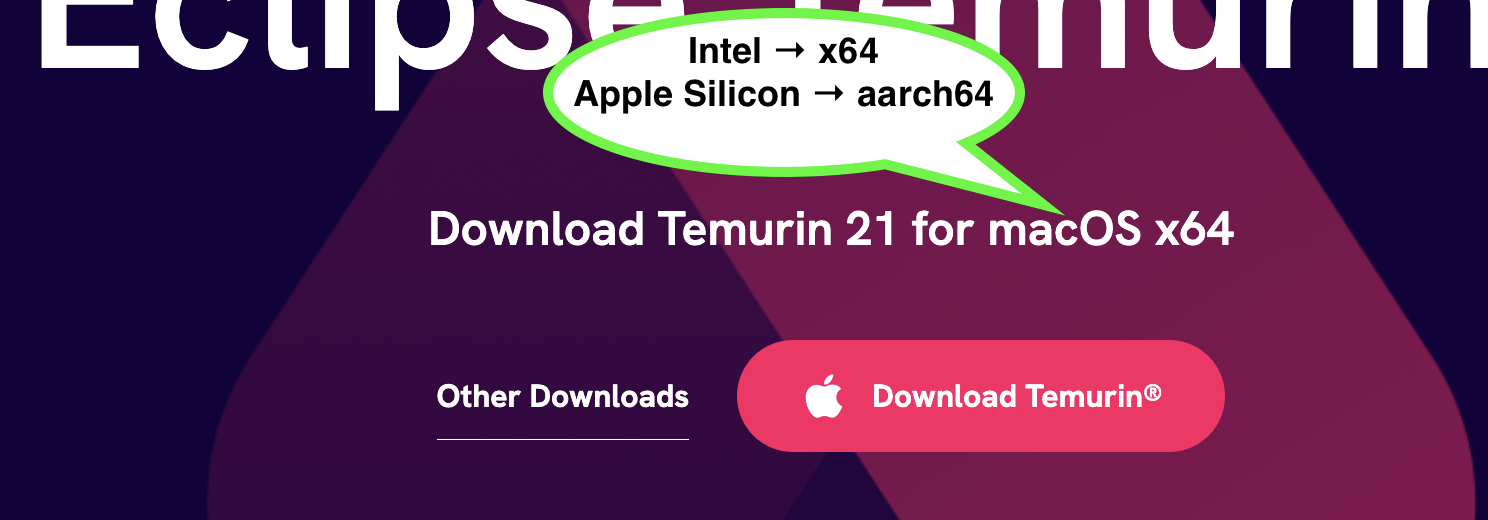 Eclipse Temurin
Intel → x64
Apple Silicon → aarch64
Download Temurin 21 for macOS x64
Other Downloads
Download Temurin®